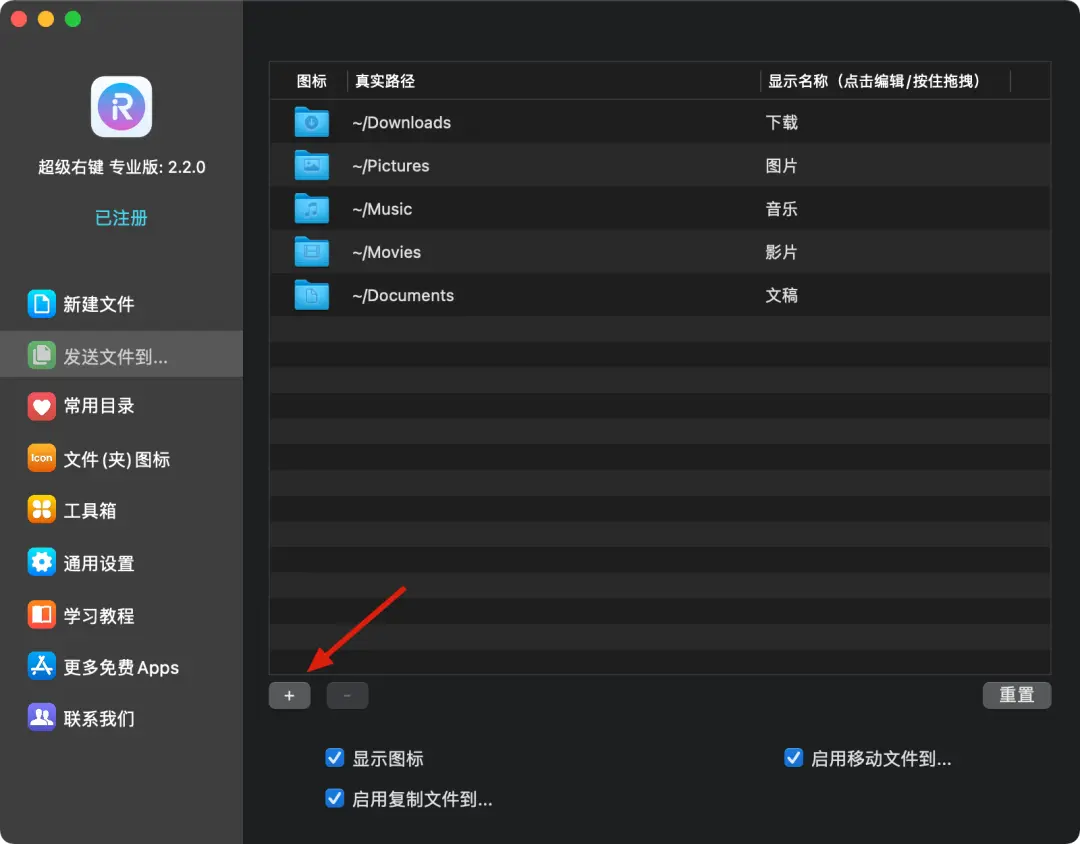 超级右键 专业版: 2.2.0
已注册
新建文件
发送文件到...
常用目录
Icon
文件(夹)图标
工具箱
通用设置
学习教程
更多免费Apps
联系我们
图标 真实路径 显示名称（点击编辑/按住拖拽）
~/Downloads 下载
~/Pictures 图片
~/Music 音乐
~/Movies 影片
~/Documents 文稿
+ - 重置
显示图标 启用移动文件到...
启用复制文件到...